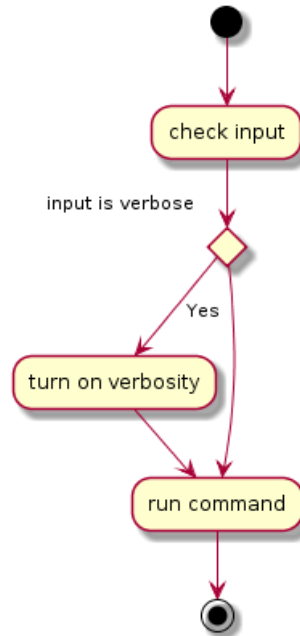 check input
input is verbose
Yes
turn on verbosity
run command